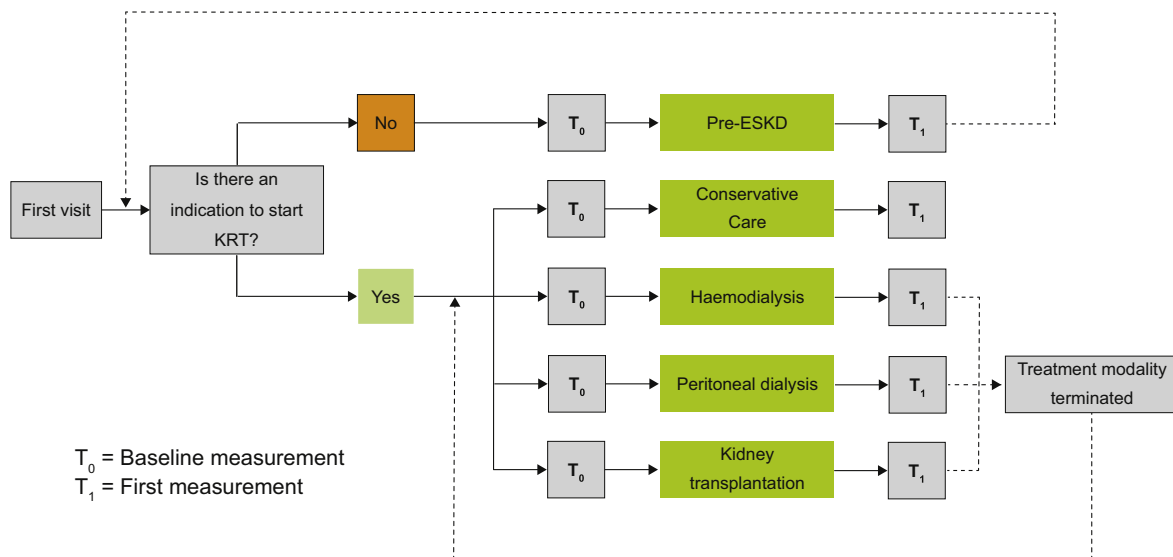 No
T0
Pre-ESKD
T1
First visit
Is there an
indication to start
KRT?
T0
Conservative
Care
T1
Yes
T0
Haemodialysis
T1
T0
Peritoneal dialysis
T1
Treatment modality
terminated
T0
Kidney
transplantation
T1
T0 = Baseline measurement
T1 = First measurement